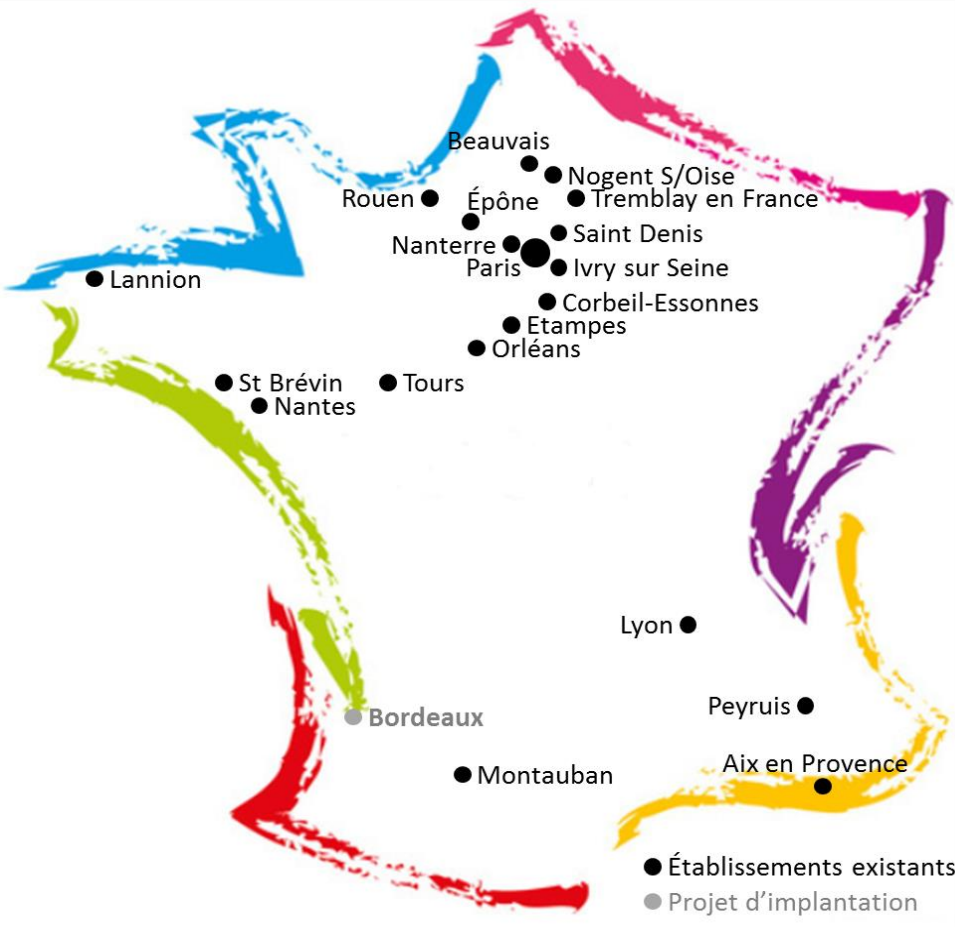 Beauvais
Nogent S/Oise
Rouen
Épône
Tremblay en France
Nanterre
Saint Denis
Paris
Ivry sur Seine
Lannion
Corbeil-Essonnes
Etampes
Orléans
St Brévin
Tours
Nantes
Lyon
Peyruis
Bordeaux
Aix en Provence
Montauban
Établissements existants
Projet d’implantation